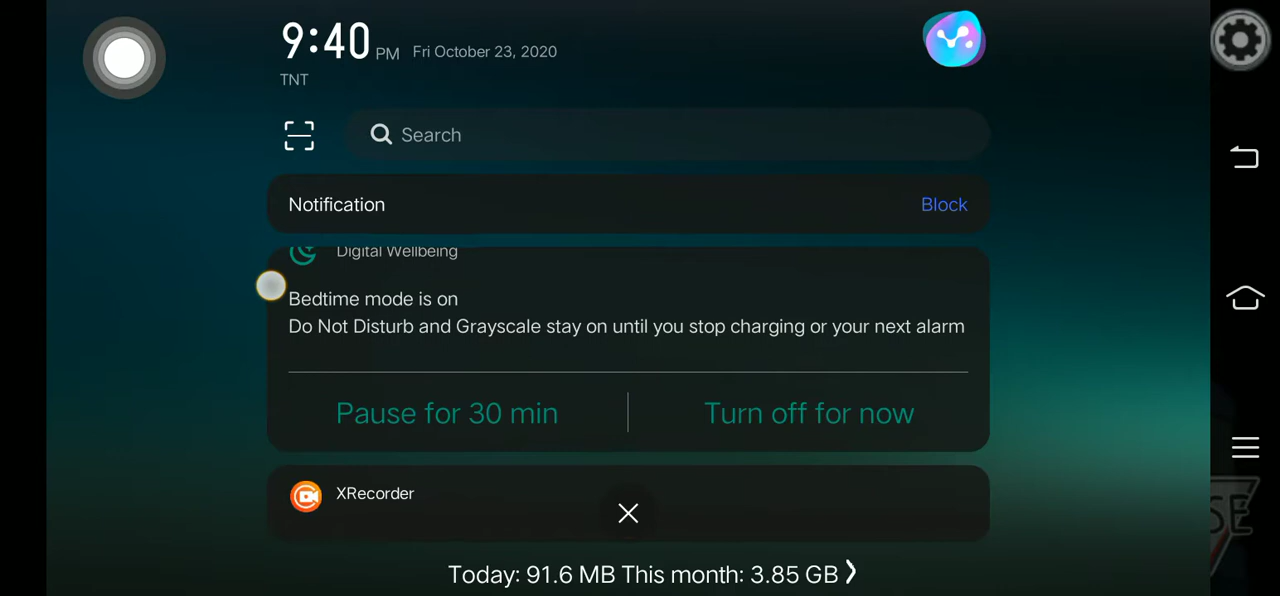 9:40 PM Fri October 23, 2020
TNT
Search
Notification Block
Digital Wellbeing
Bedtime mode is on
Do Not Disturb and Grayscale stay on until you stop charging or your next alarm
Pause for 30 min Turn off for now
XRecorder
SE
Today: 91.6 MB This month: 3.85 GB